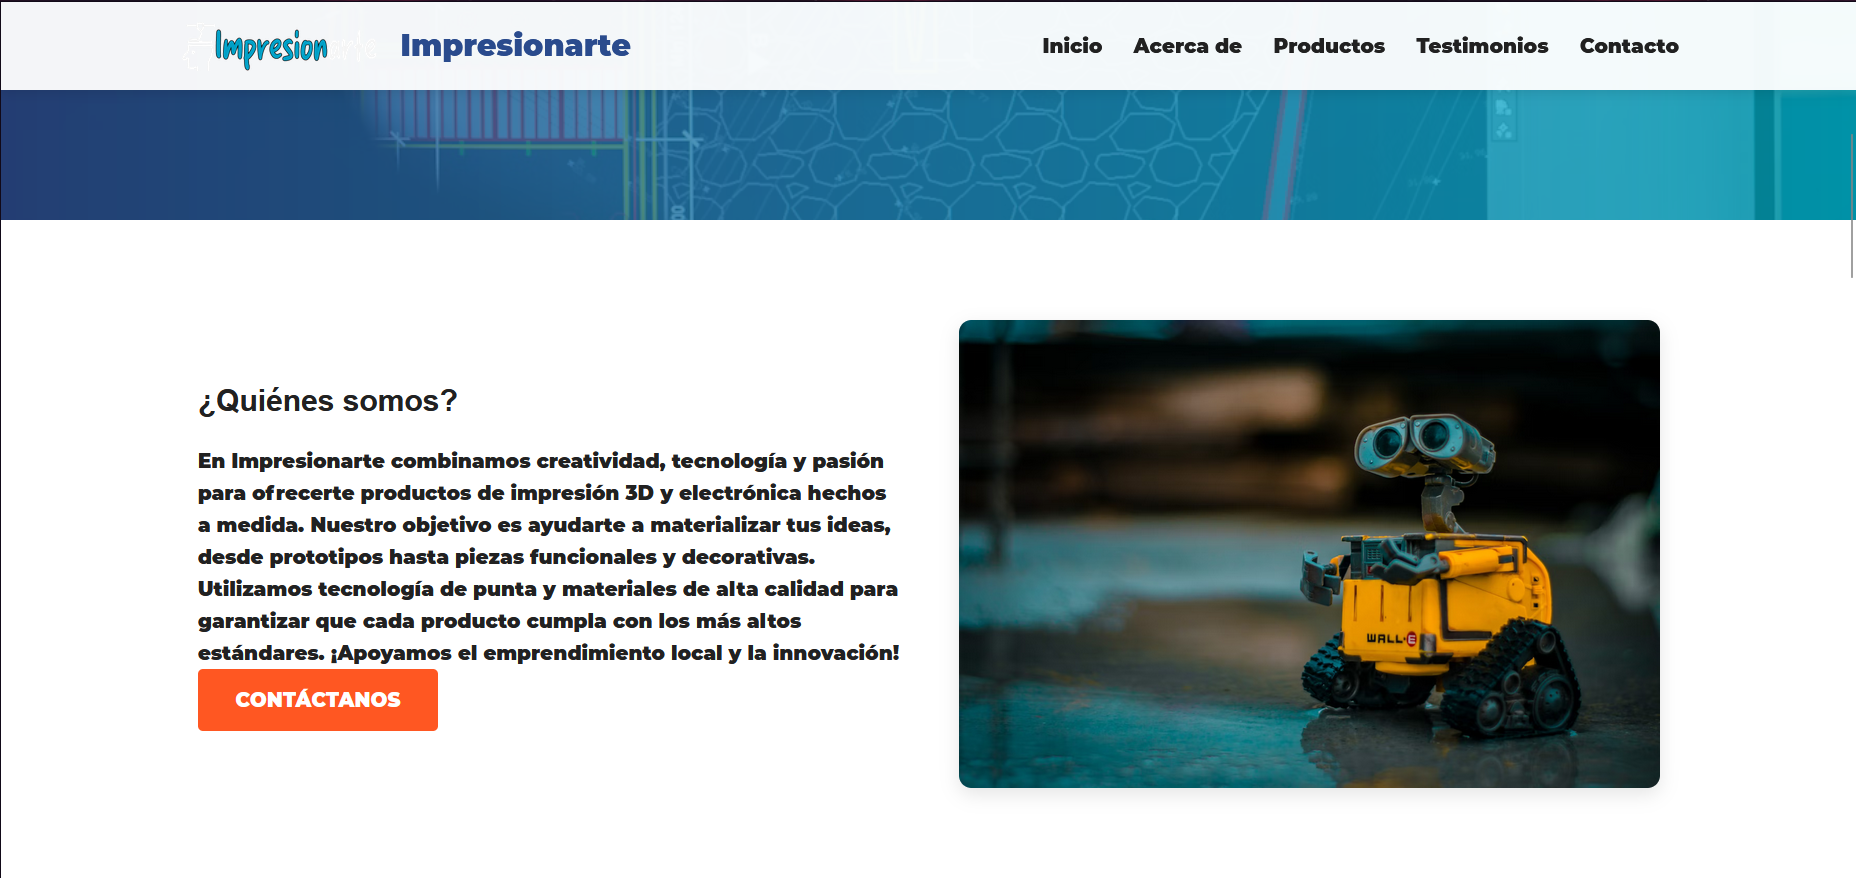 Impresionarte Impresionarte Inicio Acerca de Productos Testimonios Contacto
¿Quiénes somos?
En Impresionarte combinamos creatividad, tecnología y pasión
para ofrecerte productos de impresión 3D y electrónica hechos
a medida. Nuestro objetivo es ayudarte a materializar tus ideas,
desde prototipos hasta piezas funcionales y decorativas.
Utilizamos tecnología de punta y materiales de alta calidad para
garantizar que cada producto cumpla con los más altos
estándares. ¡Apoyamos el emprendimiento local y la innovación!
CONTÁCTANOS
WALL·E